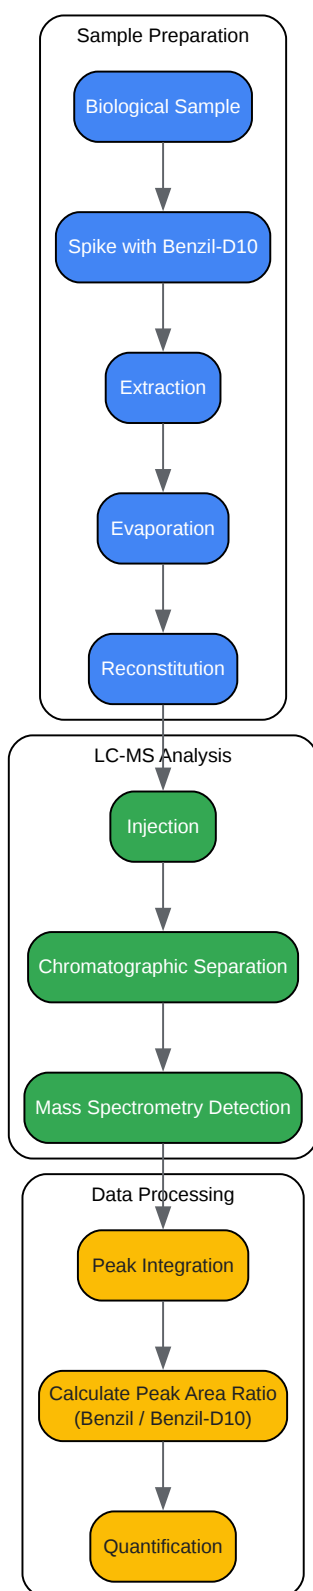 Sample Preparation
Biological Sample
Spike with Benzil-D10
Extraction
Evaporation
Reconstitution
LC-MS Analysis
Injection
Chromatographic Separation
Mass Spectrometry Detection
Data Processing
Peak Integration
Calculate Peak Area Ratio
(Benzil / Benzil-D10)
Quantification